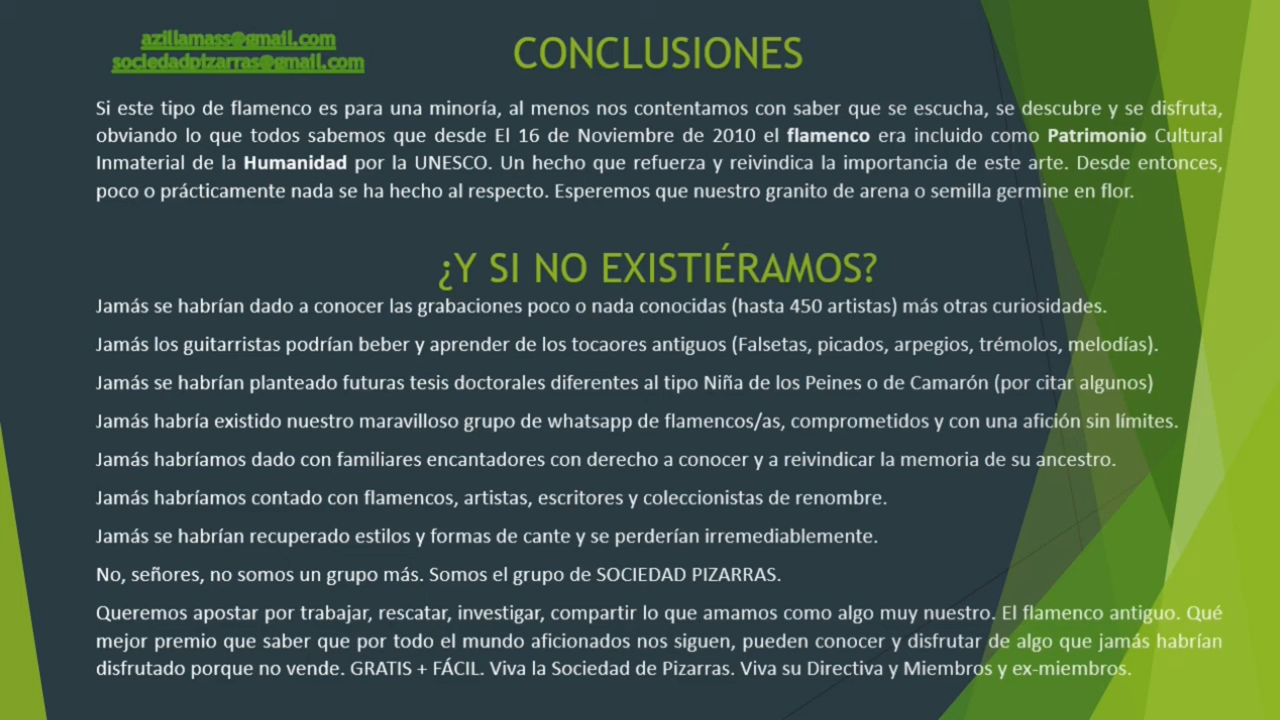 azillamass@gmail.com
sociedadpizarras@gmail.com
CONCLUSIONES
Si este tipo de flamenco es para una minoría, al menos nos contentamos con saber que se escucha, se descubre y se disfruta,
obviando lo que todos sabemos que desde El 16 de Noviembre de 2010 el flamenco era incluido como Patrimonio Cultural
Inmaterial de la Humanidad por la UNESCO. Un hecho que refuerza y reivindica la importancia de este arte. Desde entonces,
poco o prácticamente nada se ha hecho al respecto. Esperemos que nuestro granito de arena o semilla germine en flor.
¿Y SI NO EXISTIÉRAMOS?
Jamás se habrían dado a conocer las grabaciones poco o nada conocidas (hasta 450 artistas) más otras curiosidades.
Jamás los guitarristas podrían beber y aprender de los tocaores antiguos (Falsetas, picados, arpegios, trémolos, melodías).
Jamás se habrían planteado futuras tesis doctorales diferentes al tipo Niña de los Peines o de Camarón (por citar algunos)
Jamás habría existido nuestro maravilloso grupo de whatsapp de flamencos/as, comprometidos y con una afición sin límites.
Jamás habríamos dado con familiares encantadores con derecho a conocer y a reivindicar la memoria de su ancestro.
Jamás habríamos contado con flamencos, artistas, escritores y coleccionistas de renombre.
Jamás se habrían recuperado estilos y formas de cante y se perderían irremediablemente.
No, señores, no somos un grupo más. Somos el grupo de SOCIEDAD PIZARRAS.
Queremos apostar por trabajar, rescatar, investigar, compartir lo que amamos como algo muy nuestro. El flamenco antiguo. Qué
mejor premio que saber que por todo el mundo aficionados nos siguen, pueden conocer y disfrutar de algo que jamás habrían
disfrutado porque no vende. GRATIS + FÁCIL. Viva la Sociedad de Pizarras. Viva su Directiva y Miembros y ex-miembros.